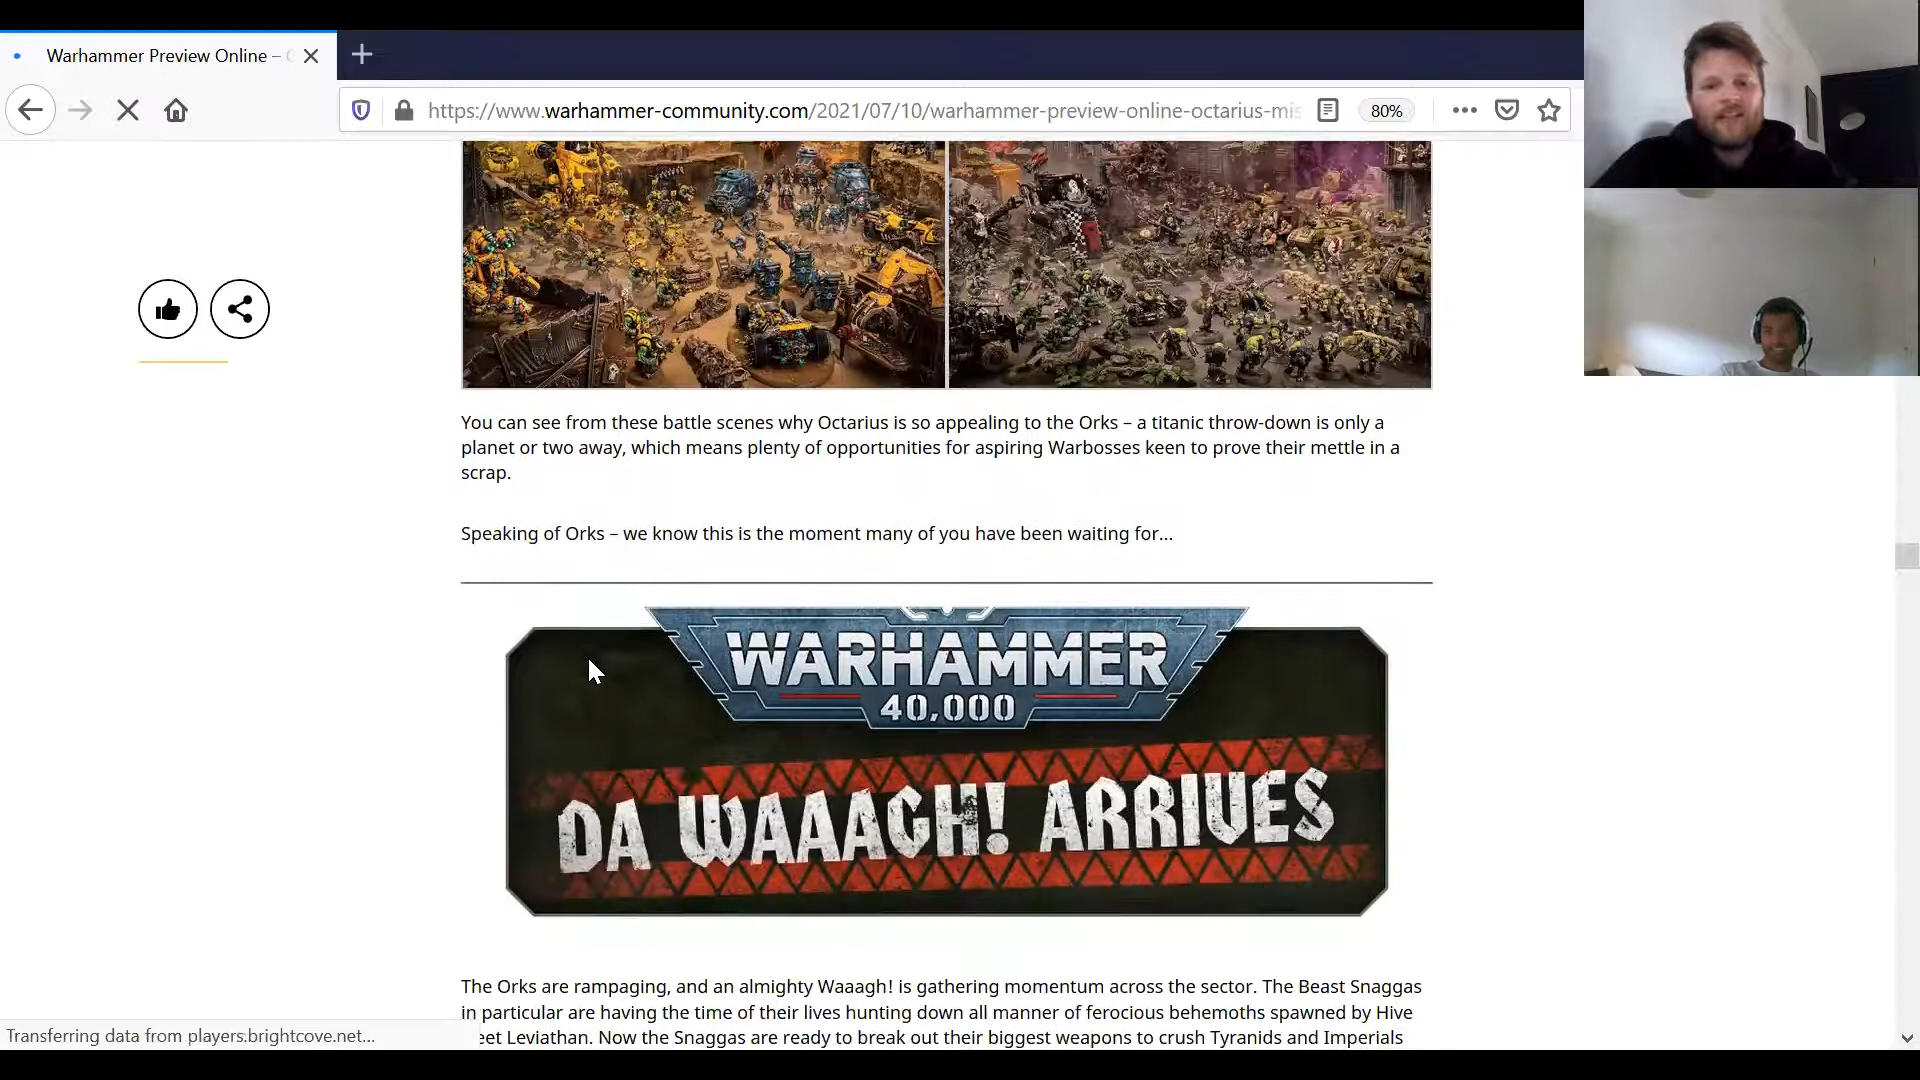 Warhammer Preview Online –
https://www.warhammer-community.com/2021/07/10/warhammer-preview-online-octarius-mis
80%
You can see from these battle scenes why Octarius is so appealing to the Orks – a titanic throw-down is only a
planet or two away, which means plenty of opportunities for aspiring Warbosses keen to prove their mettle in a
scrap.
Speaking of Orks – we know this is the moment many of you have been waiting for...
WARHAMMER
40,000
DA WAAAGH! ARRIVES
The Orks are rampaging, and an almighty Waaagh! is gathering momentum across the sector. The Beast Snaggas
in particular are having the time of their lives hunting down all manner of ferocious behemoths spawned by Hive
eet Leviathan. Now the Snaggas are ready to break out their biggest weapons to crush Tyranids and Imperials
Transferring data from players.brightcove.net...